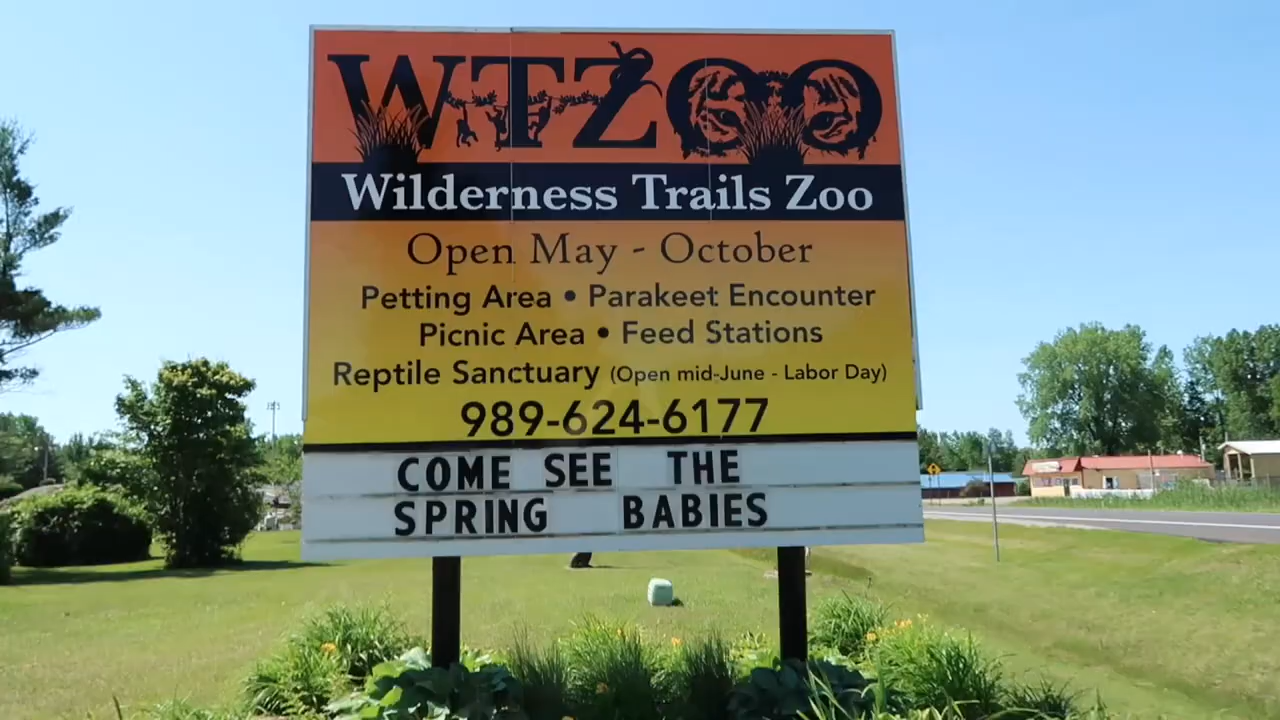 WTZOO
Wilderness Trails Zoo
Open May - October
Petting Area • Parakeet Encounter
Picnic Area • Feed Stations
Reptile Sanctuary (Open mid-June - Labor Day)
989-624-6177
COME SEE THE
SPRING BABIES